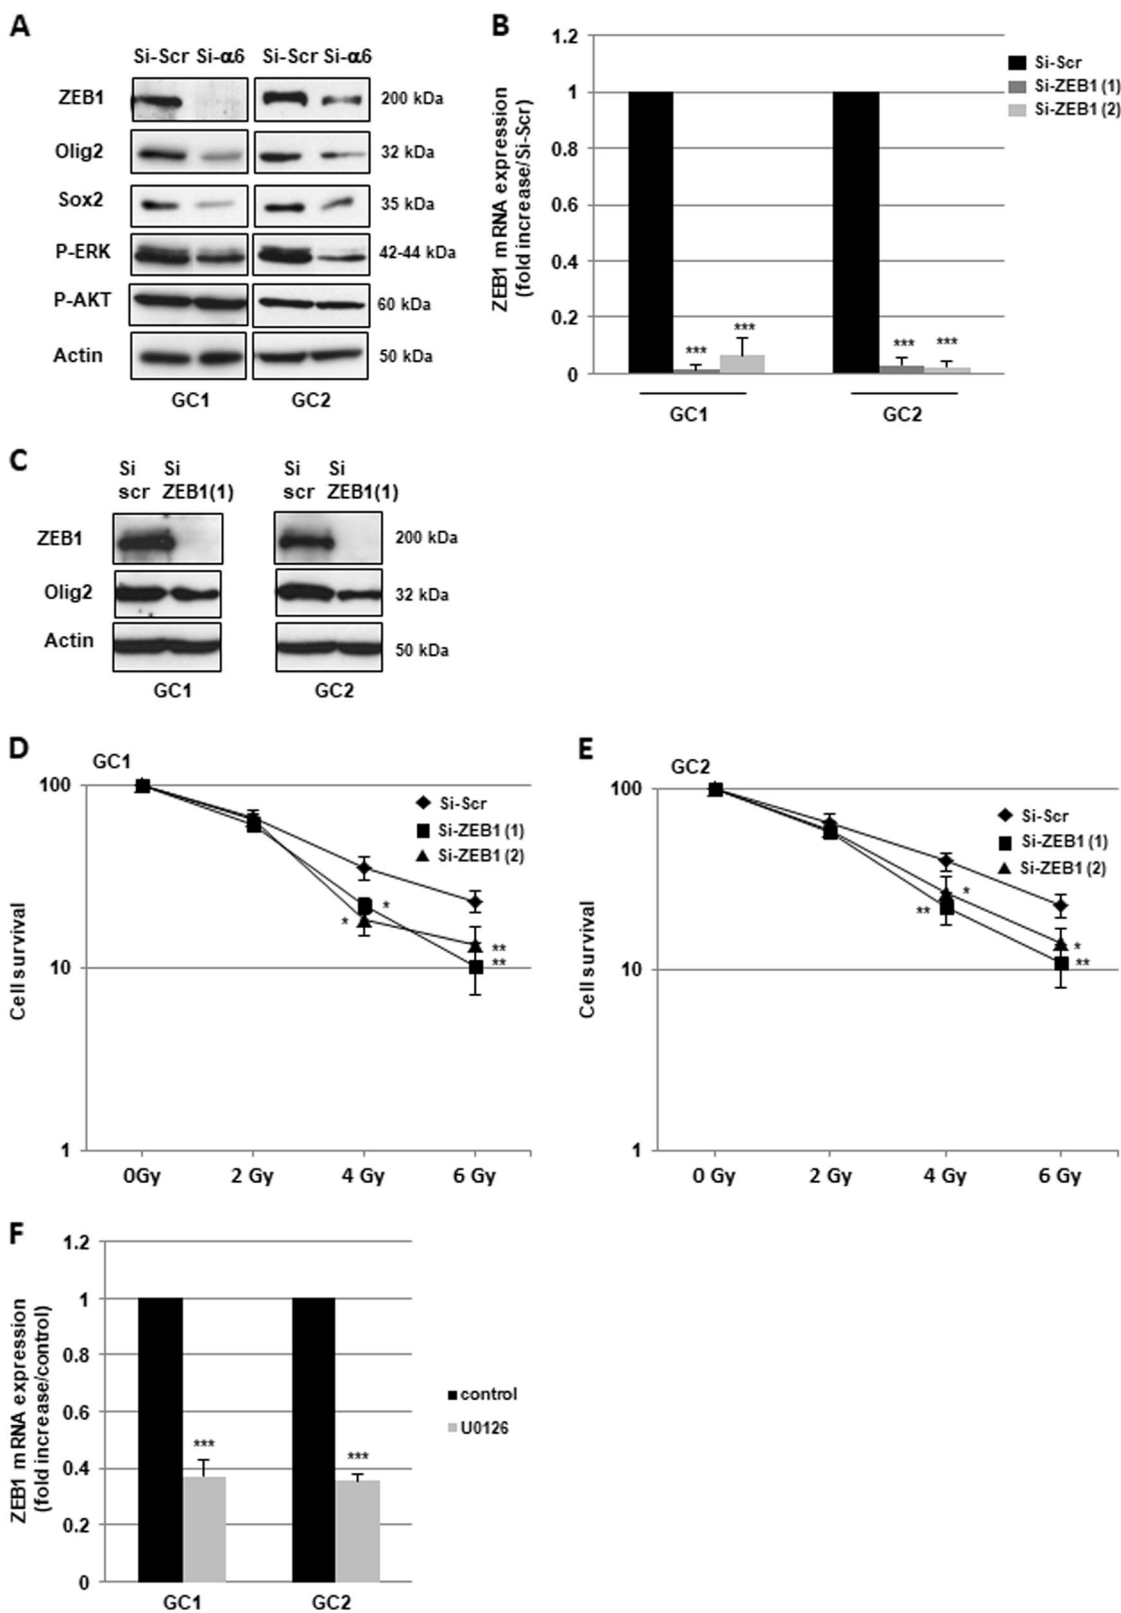 A
Si-Scr Si-α6 Si-Scr Si-α6
ZEB1 200 kDa
Olig2 32 kDa
Sox2 35 kDa
P-ERK 42-44 kDa
P-AKT 60 kDa
Actin 50 kDa
GC1 GC2
B
ZEB1 mRNA expression
(fold increase/Si-Scr)
1.2
1
0.8
0.6
0.4
0.2
0
*** *** *** ***
GC1 GC2
Si-Scr
Si-ZEB1 (1)
Si-ZEB1 (2)
C
Si Si Si Si
scr ZEB1(1) scr ZEB1(1)
ZEB1 200 kDa
Olig2 32 kDa
Actin 50 kDa
GC1 GC2
D
GC1
Cell survival
100
10
1
Si-Scr
Si-ZEB1 (1)
Si-ZEB1 (2)
* *
**
**
0Gy 2 Gy 4 Gy 6 Gy
E
GC2
Cell survival
100
10
1
Si-Scr
Si-ZEB1 (1)
Si-ZEB1 (2)
*
**
*
**
0 Gy 2 Gy 4 Gy 6 Gy
F
ZEB1 mRNA expression
(fold increase/control)
1.2
1
0.8
0.6
0.4
0.2
0
*** ***
GC1 GC2
control
U0126